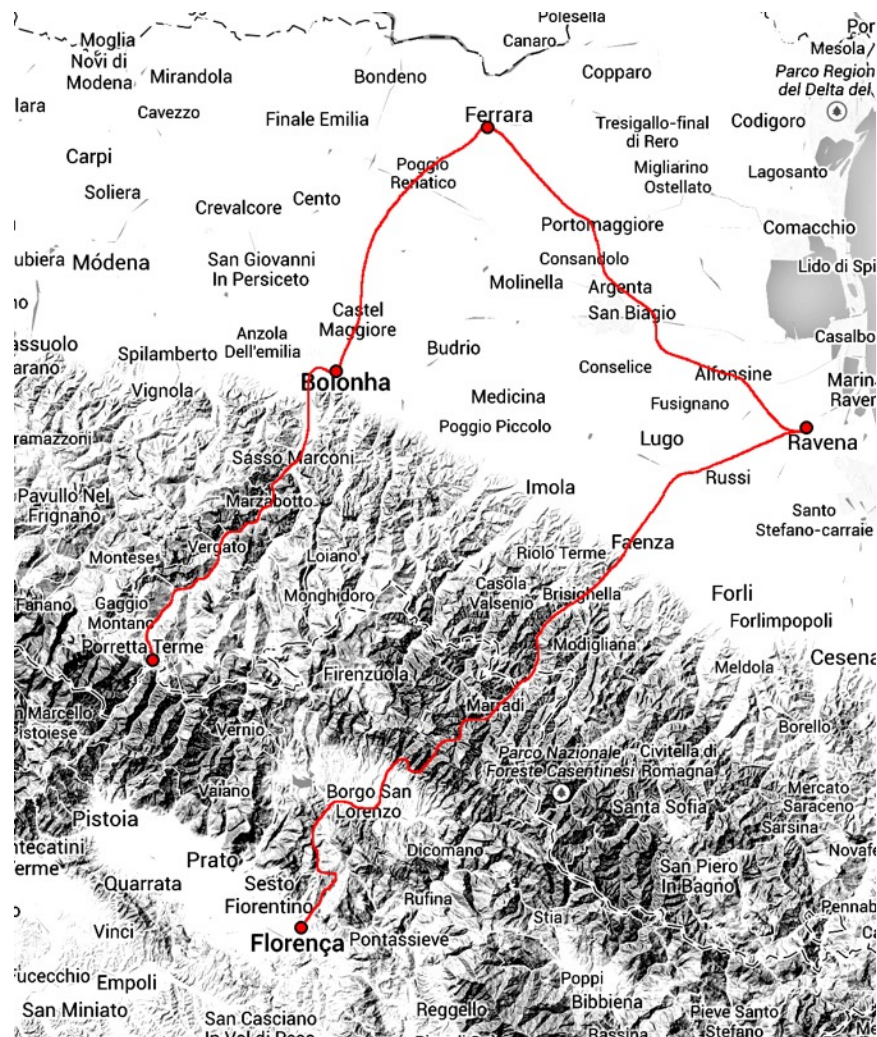 Polesella
Canaro
Moglia
Novi di
Modena
Mirandola
Bondeno
Copparo
Mesola
Parco Region
del Delta del
Cavezzo
Finale Emilia
Ferrara
Tresigallo-final
di Rero
Codigoro
Carpi
Soliera
Poggio
Renatico
Migliarino
Ostellato
Lagosanto
Crevalcore
Cento
Portomaggiore
Comacchio
Módena
San Giovanni
In Persiceto
Consandolo
Lido di Spi
Molinella
Argenta
San Biagio
Castel
Maggiore
Anzola
Dell'emilia
Spilamberto
Budrio
Casalbo
Vignola
Bolonha
Conselice
Alfonsine
Marina
Raven
Medicina
Poggio Piccolo
Fusignano
Lugo
Ravena
Sasso Marconi
Russi
Pavullo Nel
Frignano
Marzabotto
Imola
Santo
Stefano-carraie
Montese
Vergato
Loiano
Riolo Terme
Faenza
Fanano
Gaggio
Montano
Monghidoro
Casola
Valsenio
Brisighella
Forli
Forlimpopoli
Porretta Terme
Firenzuola
Modigliana
Meldola
Cesena
Marradi
Vernio
Borello
Parco Nazionale
Foreste Casentinesi
Civitella di
Romagna
Vaiano
Borgo San
Lorenzo
Santa Sofia
Mercato
Saraceno
Sarsina
Pistoia
Prato
Dicomano
San Piero
In Bagno
Novafe
Quarrata
Sesto
Fiorentino
Rufina
Stia
Pennab
Vinci
Florença
Pontassieve
Empoli
Poppi
Bibbiena
San Miniato
San Casciano
In Val di Pesa
Reggello
Rassina
Pieve Santo
Stefano